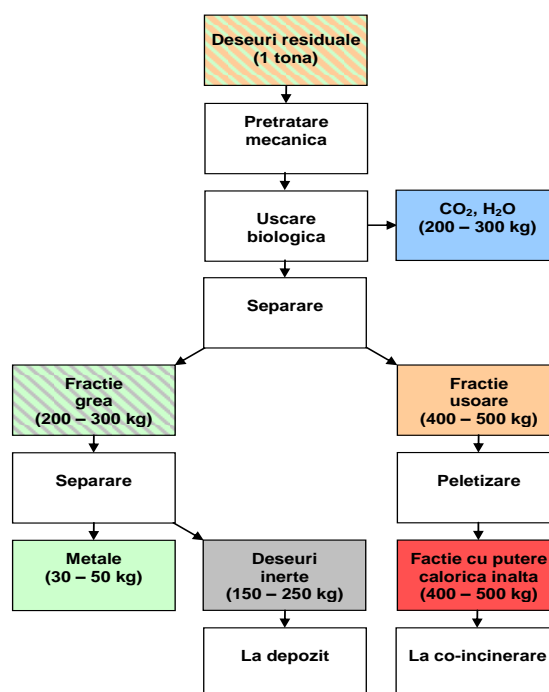 Deseuri residuale
(1 tona)
Pretratare
mecanica
Uscare
biologica
CO₂, H₂O
(200 – 300 kg)
Separare
Fractie
grea
(200 – 300 kg)
Fractie
usoare
(400 – 500 kg)
Separare
Peletizare
Metale
(30 – 50 kg)
Deseuri
inerte
(150 – 250 kg)
Factie cu putere
calorica inalta
(400 – 500 kg)
La depozit
La co-incinerare